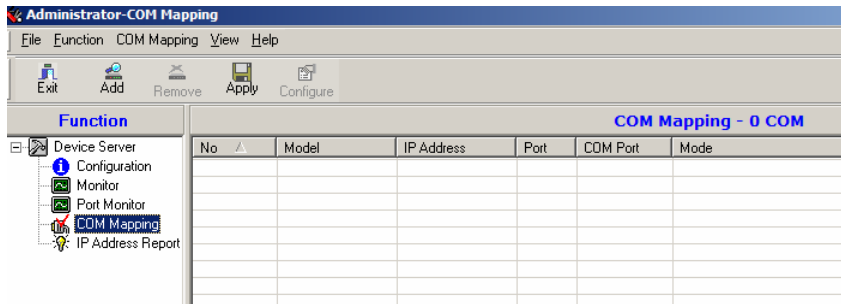 Administrator-COM Mapping
File Function COM Mapping View Help
Exit Add Remove Apply Configure
Function
COM Mapping - 0 COM
Device Server
No Model IP Address Port COM Port Mode
Configuration
Monitor
Port Monitor
COM Mapping
IP Address Report